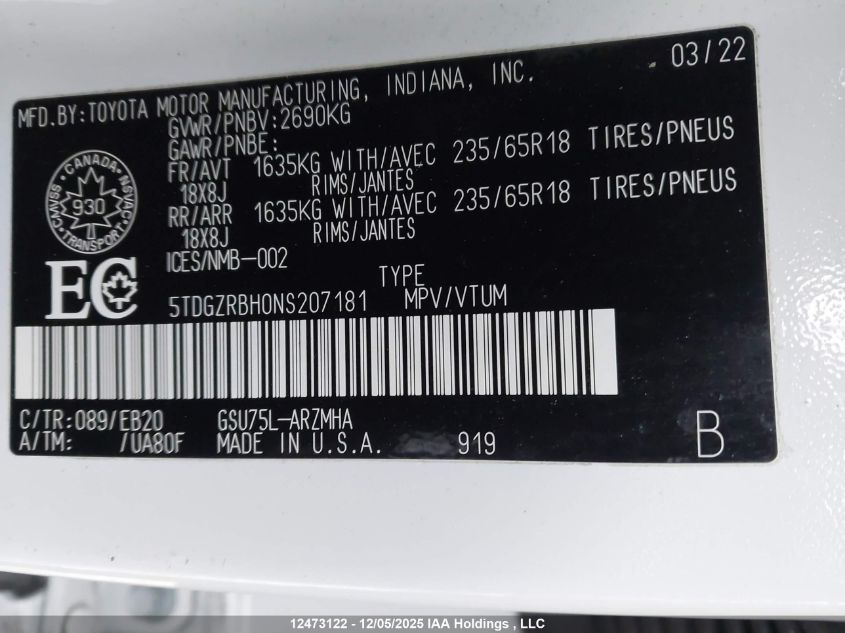 03/22
MFD.BY:TOYOTA MOTOR MANUFACTURING, INDIANA, INC.
GVWR/PNBV:2690KG
GAWR/PNBE:
FR/AVT 1635KG WITH/AVEC 235/65R18 TIRES/PNEUS
18X8J RIMS/JANTES
RR/ARR 1635KG WITH/AVEC 235/65R18 TIRES/PNEUS
18X8J RIMS/JANTES
ICES/NMB-002
CANADA
930
TRANSPORT
EC
TYPE
5TDGZRBH0NS207181 MPV/VTUM
C/TR:089/EB20 GSU75L-ARZMHA
A/TM: /UA80F MADE IN U.S.A. 919 B
12473122 - 12/05/2025 IAA Holdings , LLC